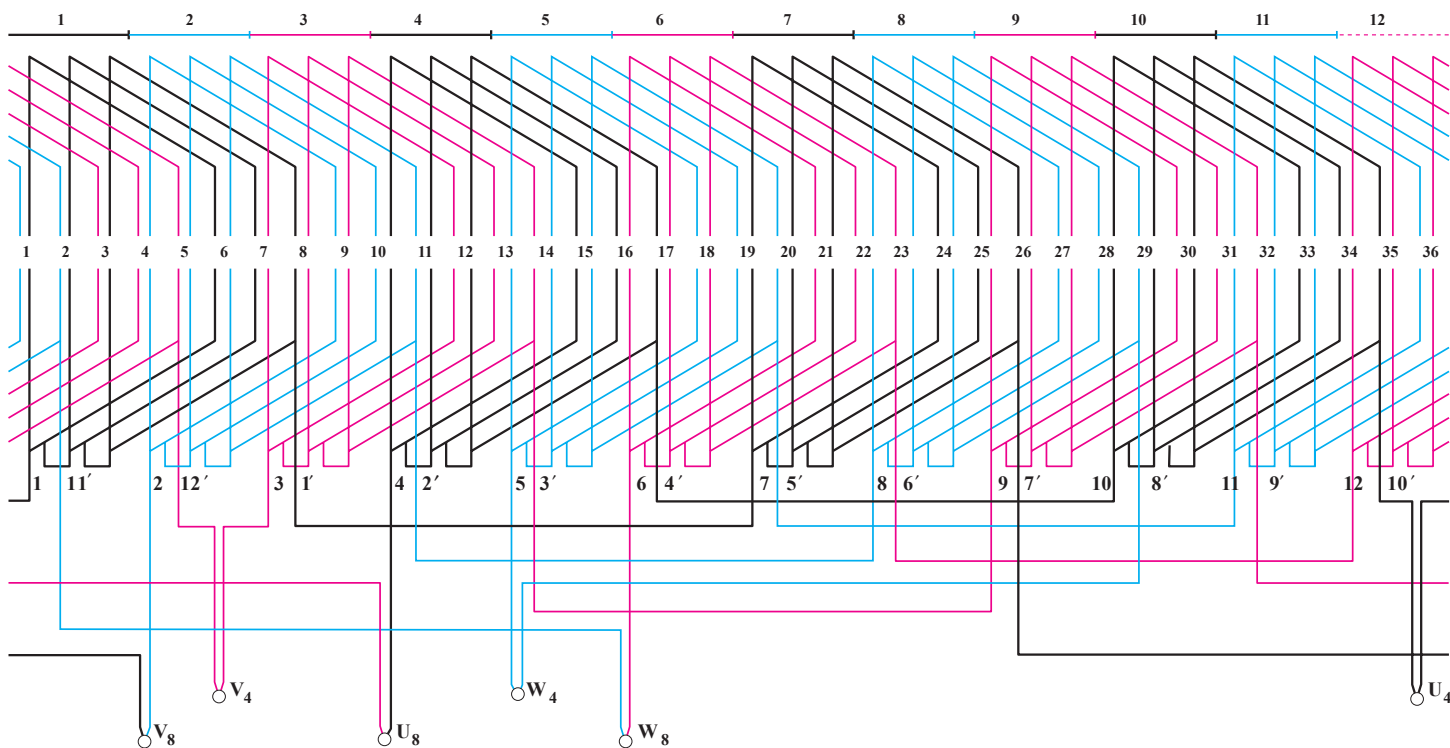 1 2 3 4 5 6 7 8 9 10 11 12
1 2 3 4 5 6 7 8 9 10 11 12 13 14 15 16 17 18 19 20 21 22 23 24 25 26 27 28 29 30 31 32 33 34 35 36
1 11′ 2 12′ 3 1′ 4 2′ 5 3′ 6 4′ 7 5′ 8 6′ 9 7′ 10 8′ 11 9′ 12 10′
V4 W4 U4
V8 U8 W8